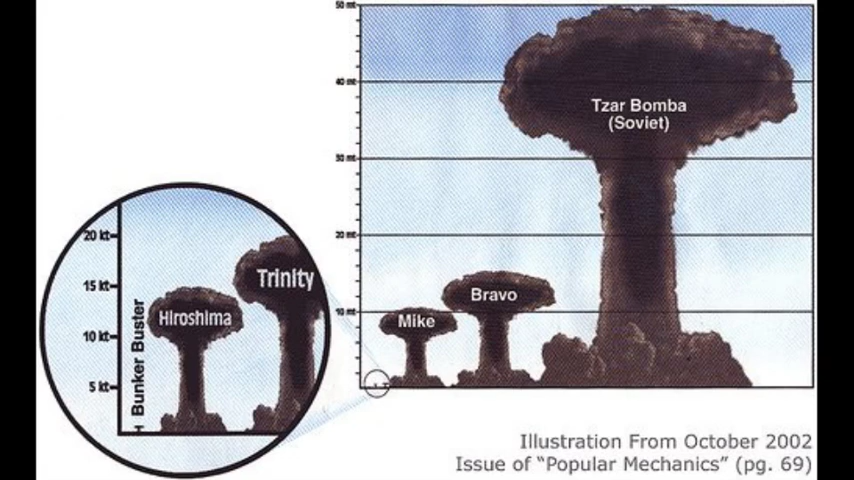 50 mt
40 mt
30 mt
20 mt
10 mt
Tzar Bomba
(Soviet)
Bravo
Mike
20 kt
15 kt
10 kt
5 kt
Bunker Buster
Hiroshima
Trinity
Illustration From October 2002
Issue of “Popular Mechanics” (pg. 69)